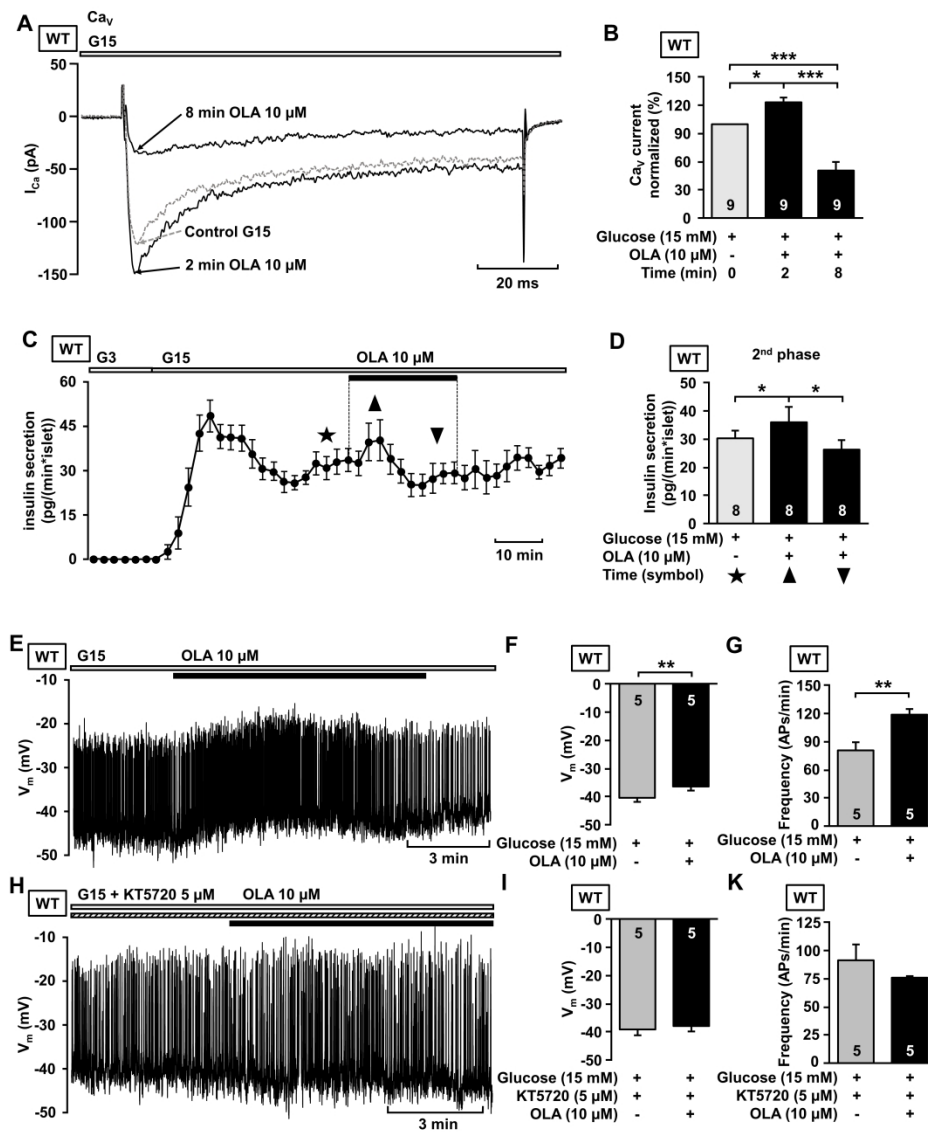 A
WT
Ca_V
G15
50
0
-50
-100
-150
I_Ca (pA)
8 min OLA 10 µM
Control G15
2 min OLA 10 µM
20 ms
B
WT
***
* ***
150
120
90
60
30
0
Ca_V current
normalized (%)
9 9 9
Glucose (15 mM) + + +
OLA (10 µM) - + +
Time (min) 0 2 8
C
WT
G3 G15 OLA 10 µM
60
45
30
15
0
insulin secretion
(pg/(min*islet))
★ ▲ ▼
10 min
D
WT
2nd phase
* *
50
40
30
20
10
0
Insulin secretion
(pg/(min*islet))
8 8 8
Glucose (15 mM) + + +
OLA (10 µM) - + +
Time (symbol) ★ ▲ ▼
E
WT
G15 OLA 10 µM
-10
-20
-30
-40
-50
V_m (mV)
3 min
F
WT
**
0
-10
-20
-30
-40
-50
V_m (mV)
5 5
Glucose (15 mM) + +
OLA (10 µM) - +
G
WT
**
150
120
90
60
30
0
Frequency (APs/min)
5 5
Glucose (15 mM) + +
OLA (10 µM) - +
H
WT
G15 + KT5720 5 µM OLA 10 µM
-10
-20
-30
-40
-50
V_m (mV)
3 min
I
WT
0
-10
-20
-30
-40
-50
V_m (mV)
5 5
Glucose (15 mM) + +
KT5720 (5 µM) + +
OLA (10 µM) - +
K
WT
125
100
75
50
25
0
Frequency (APs/min)
5 5
Glucose (15 mM) + +
KT5720 (5 µM) + +
OLA (10 µM) - +